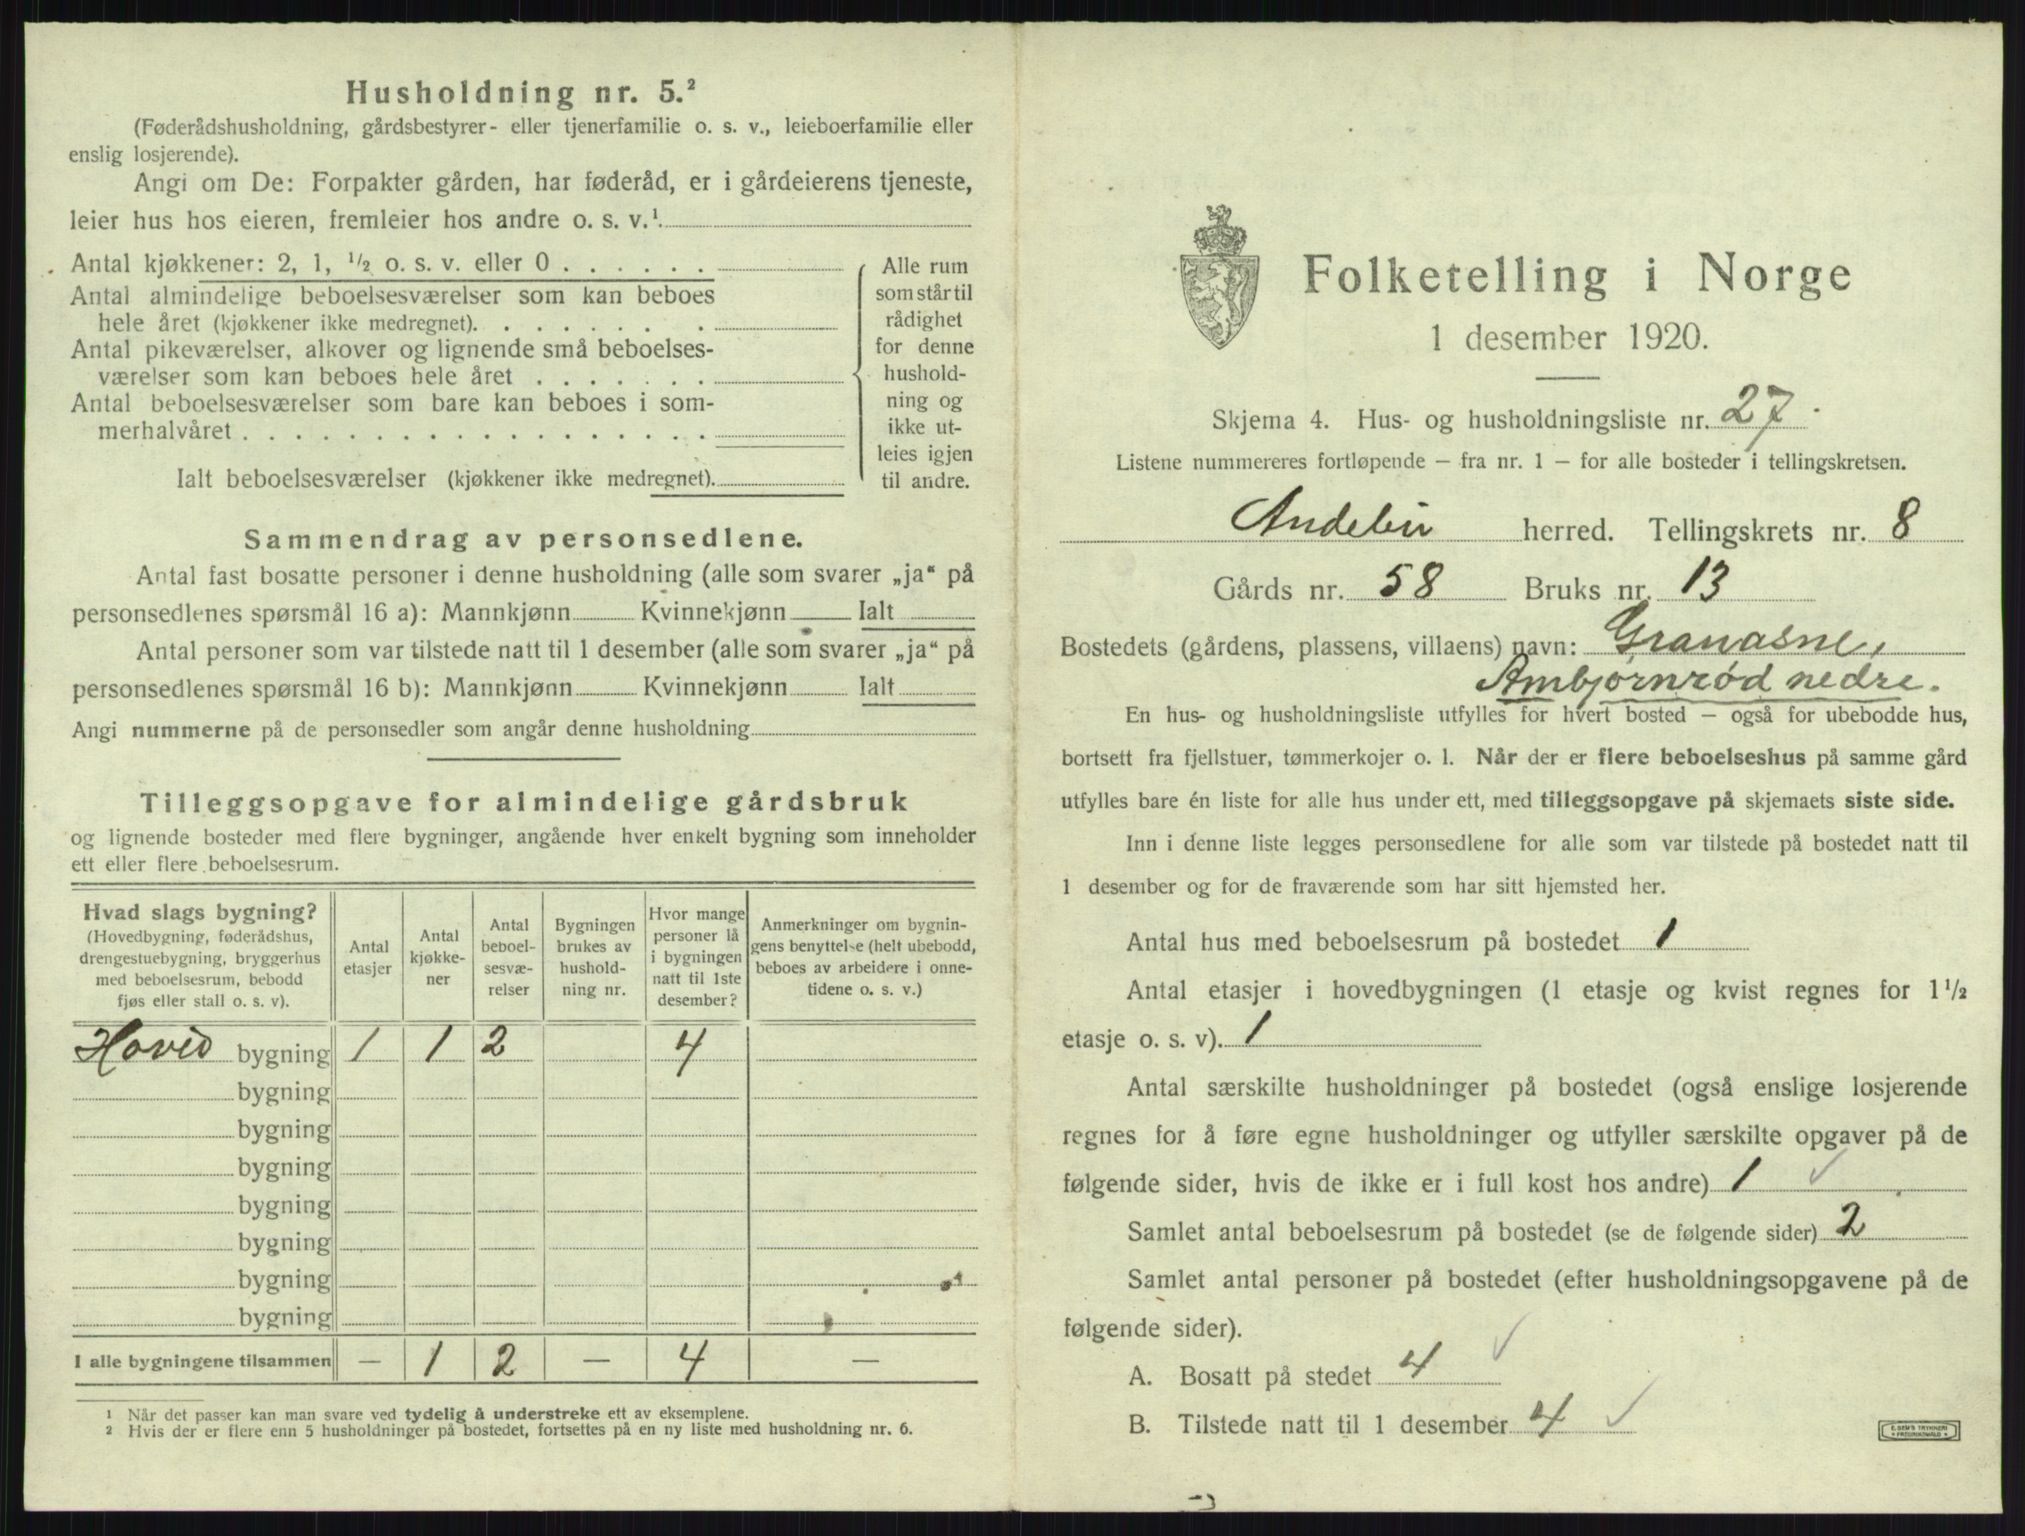 Husholdning nr. 5.²
(Føderådshusholdning, gårdsbestyrer- eller tjenerfamilie o. s. v., leieboerfamilie eller
enslig losjerende).
Angi om De: Forpakter gården, har føderåd, er i gårdeierens tjeneste,
leier hus hos eieren, fremleier hos andre o. s. v.¹
Antal kjøkkener: 2, 1, ½ o. s. v. eller 0
Antal almindelige beboelsesværelser som kan beboes
hele året (kjøkkener ikke medregnet).
Antal pikeværelser, alkover og lignende små beboelses-
værelser som kan beboes hele året
Antal beboelsesværelser som bare kan beboes i som-
merhalvåret
Ialt beboelsesværelser (kjøkkener ikke medregnet).
Alle rum
som står til
rådighet
for denne
hushold-
ning og
ikke ut-
leies igjen
til andre.
Sammendrag av personsedlene.
Antal fast bosatte personer i denne husholdning (alle som svarer „ja“ på
personsedlenes spørsmål 16 a): Mannkjønn Kvinnekjønn Ialt
Antal personer som var tilstede natt til 1 desember (alle som svarer „ja“ på
personsedlenes spørsmål 16 b): Mannkjønn Kvinnekjønn Ialt
Angi nummerne på de personsedler som angår denne husholdning
Tilleggsopgave for almindelige gårdsbruk
og lignende bosteder med flere bygninger, angående hver enkelt bygning som inneholder
ett eller flere beboelsesrum.
Hvad slags bygning?
(Hovedbygning, føderådshus,
drengestuebygning, bryggerhus
med beboelsesrum, bebodd
fjøs eller stall o. s. v).
Antal
etasjer
Antal
kjøkke-
ner
Antal
beboel-
sesvæ-
relser
Bygningen
brukes av
hushold-
ning nr.
Hvor mange
personer lå
i bygningen
natt til 1ste
desember?
Anmerkninger om bygnin-
gens benyttelse (helt ubebodd,
beboes av arbeidere i onne-
tidene o. s. v.)
Hoved bygning 1 1 2 4
bygning
bygning
bygning
bygning
bygning
bygning
bygning
I alle bygningene tilsammen — 1 2 — 4 —
¹ Når det passer kan man svare ved tydelig å understreke ett av eksemplene.
² Hvis der er flere enn 5 husholdninger på bostedet, fortsettes på en ny liste med husholdning nr. 6.
Folketelling i Norge
1 desember 1920.
Skjema 4. Hus- og husholdningsliste nr. 27
Listene nummereres fortløpende — fra nr. 1 — for alle bosteder i tellingskretsen.
Andebu herred. Tellingskrets nr. 8
Gårds nr. 58 Bruks nr. 13
Bostedets (gårdens, plassens, villaens) navn: Granasne,
Ambjørnrød nedre.
En hus- og husholdningsliste utfylles for hvert bosted — også for ubebodde hus,
bortsett fra fjellstuer, tømmerkojer o. l. Når der er flere beboelseshus på samme gård
utfylles bare én liste for alle hus under ett, med tilleggsopgave på skjemaets siste side.
Inn i denne liste legges personsedlene for alle som var tilstede på bostedet natt til
1 desember og for de fraværende som har sitt hjemsted her.
Antal hus med beboelsesrum på bostedet 1
Antal etasjer i hovedbygningen (1 etasje og kvist regnes for 1½
etasje o. s. v). 1
Antal særskilte husholdninger på bostedet (også enslige losjerende
regnes for å føre egne husholdninger og utfyller særskilte opgaver på de
følgende sider, hvis de ikke er i full kost hos andre) 1
Samlet antal beboelsesrum på bostedet (se de følgende sider) 2
Samlet antal personer på bostedet (efter husholdningsopgavene på de
følgende sider).
A. Bosatt på stedet 4
B. Tilstede natt til 1 desember 4